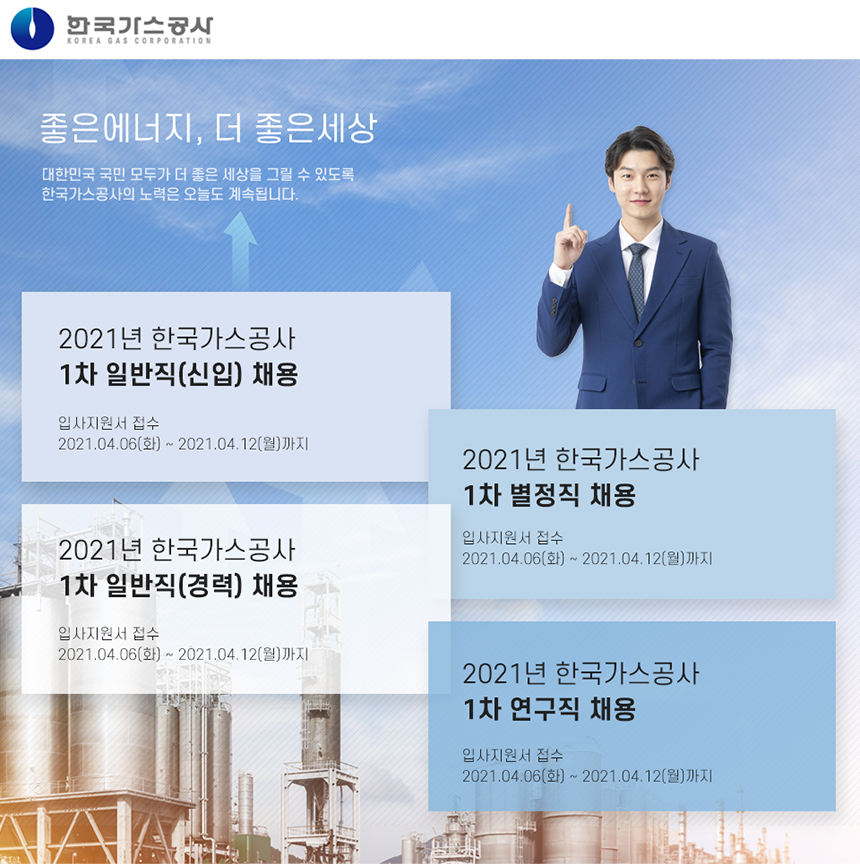 한국가스공사
KOREA GAS CORPORATION
좋은에너지, 더 좋은세상
대한민국 국민 모두가 더 좋은 세상을 그릴 수 있도록
한국가스공사의 노력은 오늘도 계속됩니다.
2021년 한국가스공사
1차 일반직(신입) 채용
입사지원서 접수
2021.04.06(화) ~ 2021.04.12(월)까지
2021년 한국가스공사
1차 별정직 채용
입사지원서 접수
2021.04.06(화) ~ 2021.04.12(월)까지
2021년 한국가스공사
1차 일반직(경력) 채용
입사지원서 접수
2021.04.06(화) ~ 2021.04.12(월)까지
2021년 한국가스공사
1차 연구직 채용
입사지원서 접수
2021.04.06(화) ~ 2021.04.12(월)까지